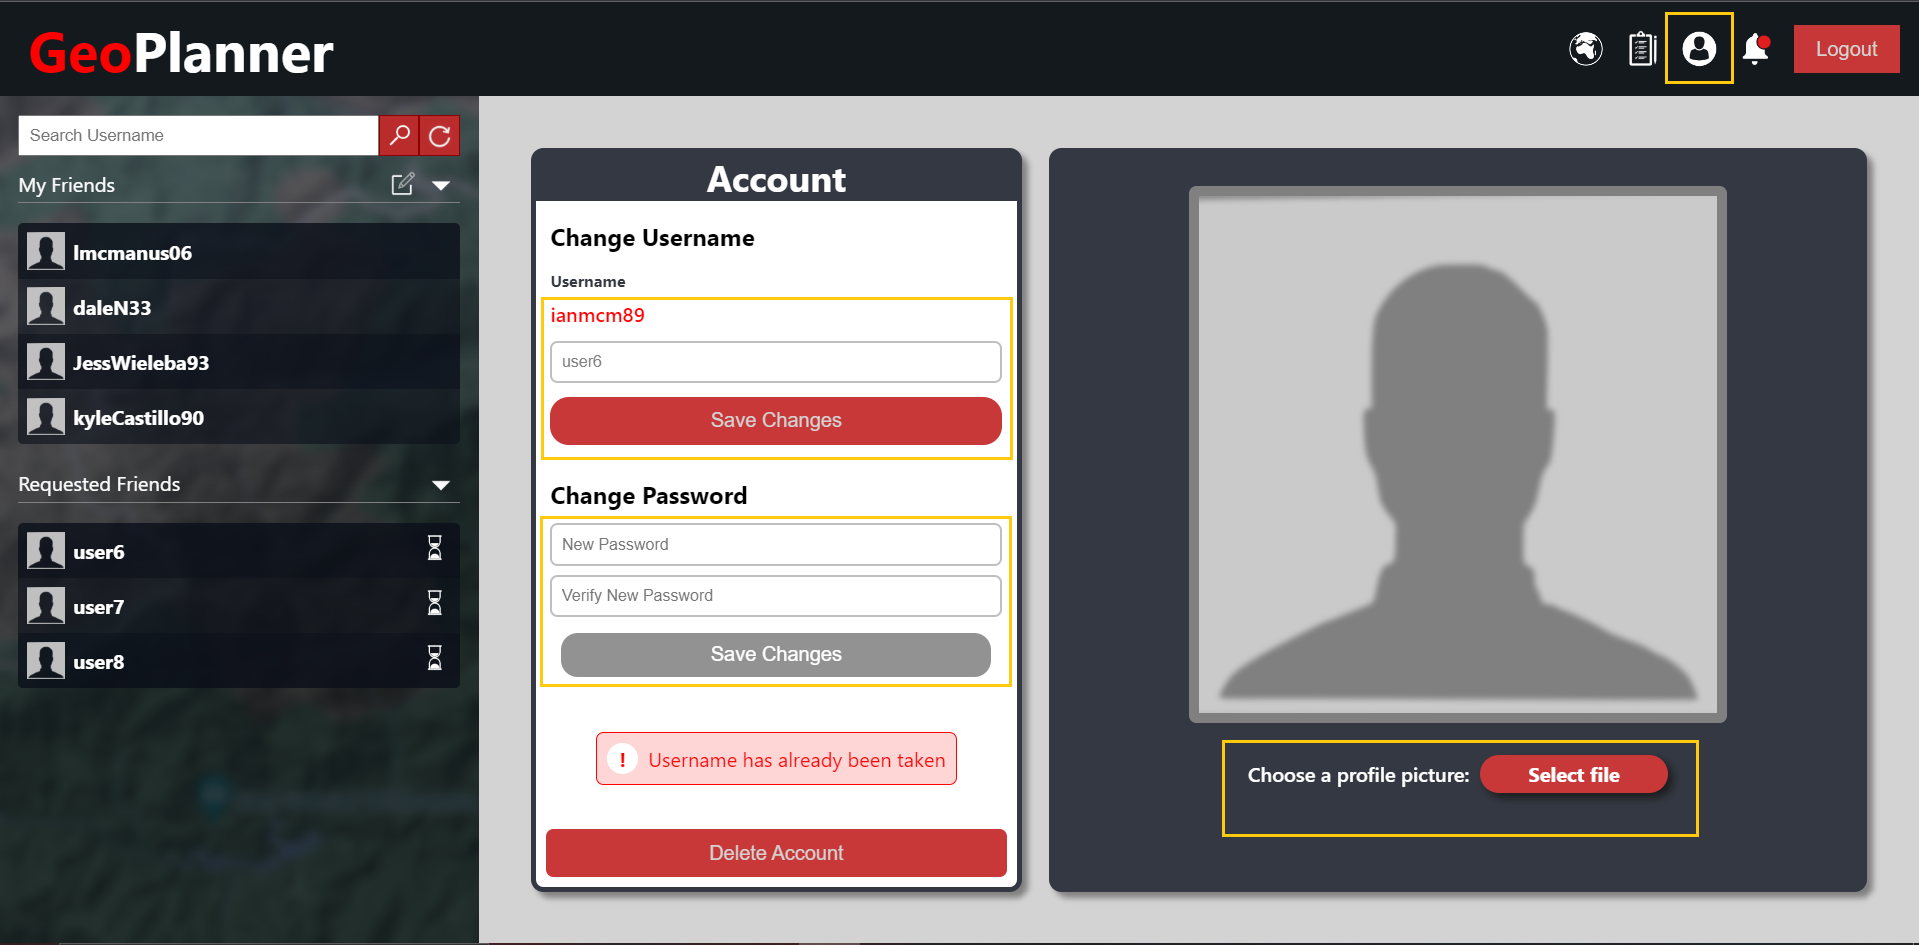 GeoPlanner
Logout
Search Username
My Friends
lmcmanus06
daleN33
JessWieleba93
kyleCastillo90
Requested Friends
user6
user7
user8
Account
Change Username
Username
ianmcm89
user6
Save Changes
Change Password
New Password
Verify New Password
Save Changes
! Username has already been taken
Delete Account
Choose a profile picture: Select file